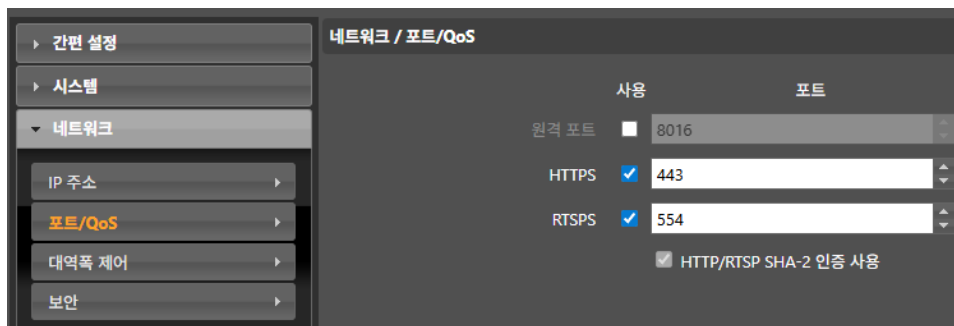 간편 설정
시스템
네트워크
IP 주소
포트/QoS
대역폭 제어
보안
네트워크 / 포트/QoS
사용 포트
원격 포트 8016
HTTPS 443
RTSPS 554
HTTP/RTSP SHA-2 인증 사용